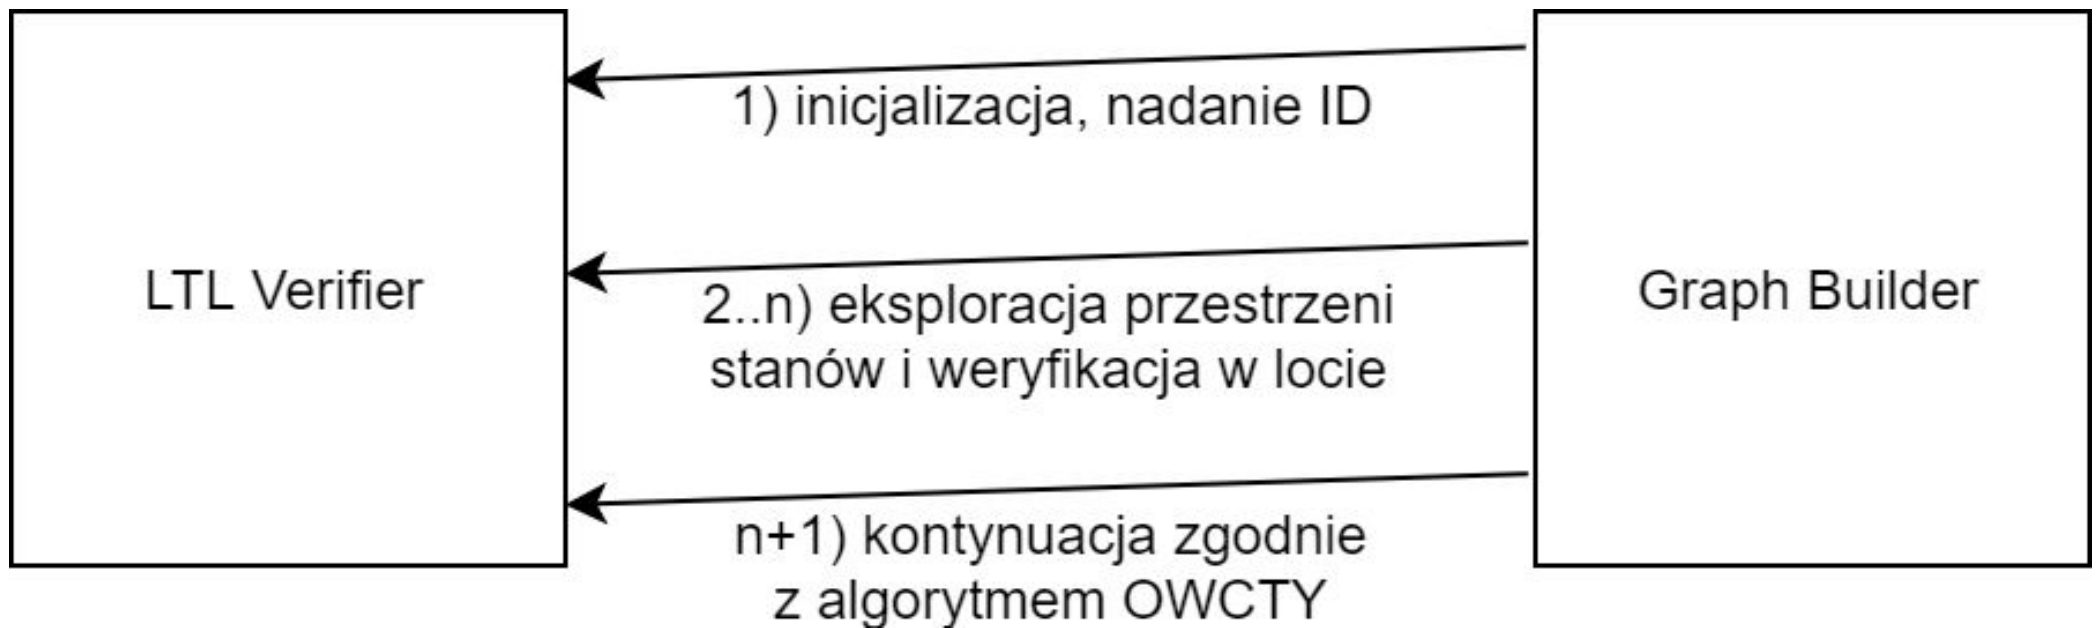 1) inicjalizacja, nadanie ID
LTL Verifier
2..n) eksploracja przestrzeni
stanów i weryfikacja w locie
Graph Builder
n+1) kontynuacja zgodnie
z algorytmem OWCTY